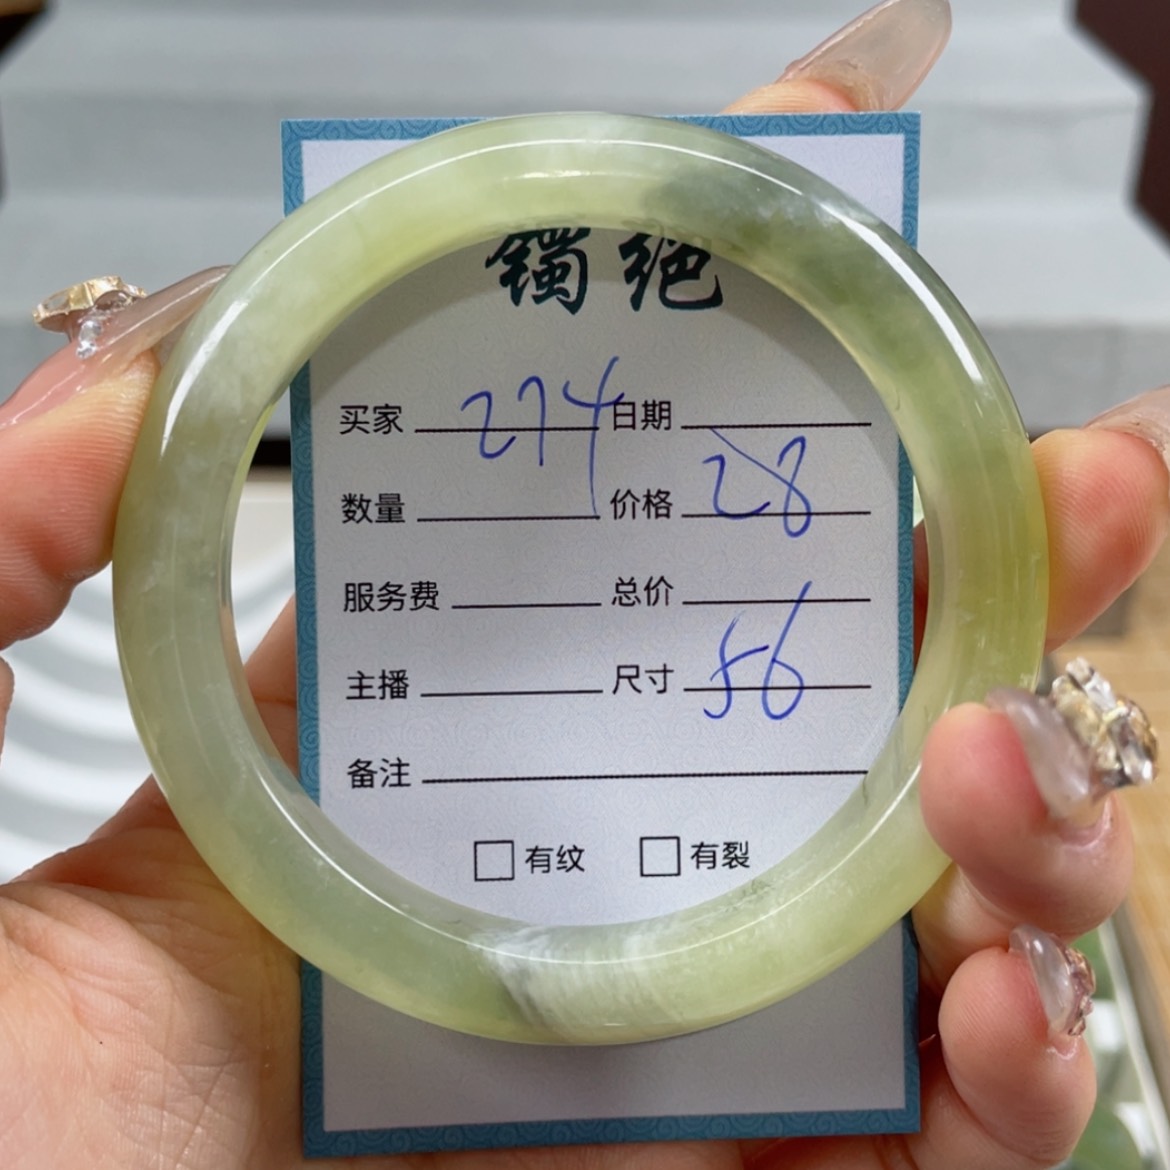 镯绝
买家 274 日期
数量 价格 28
服务费 总价
主播 尺寸 56
备注
有纹 有裂